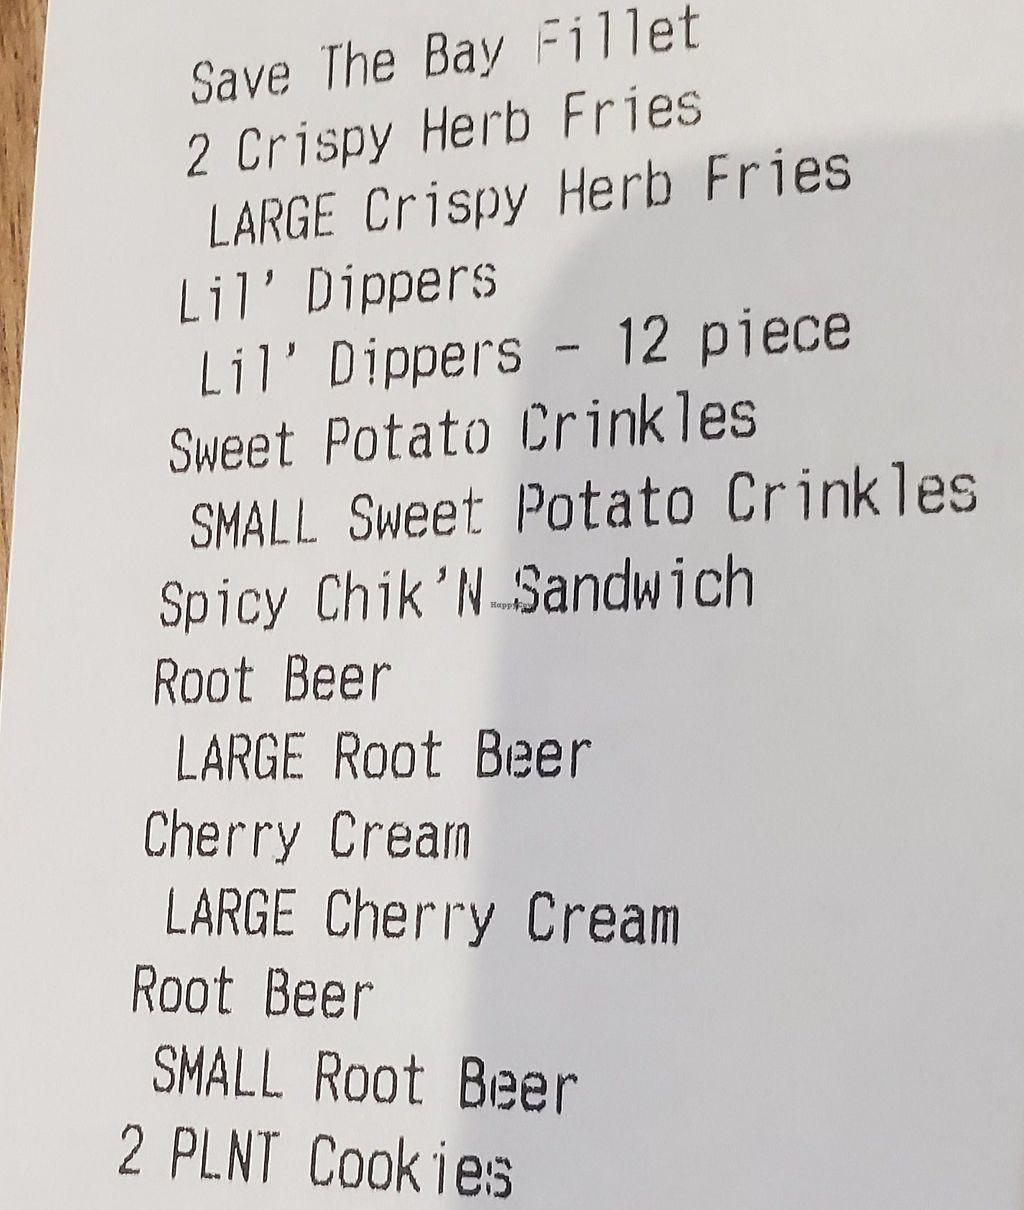 Save The Bay Fillet
2 Crispy Herb Fries
LARGE Crispy Herb Fries
Lil' Dippers
Lil' Dippers - 12 piece
Sweet Potato Crinkles
SMALL Sweet Potato Crinkles
Spicy Chik'N Sandwich
HappyCow
Root Beer
LARGE Root Beer
Cherry Cream
LARGE Cherry Cream
Root Beer
SMALL Root Beer
2 PLNT Cookies